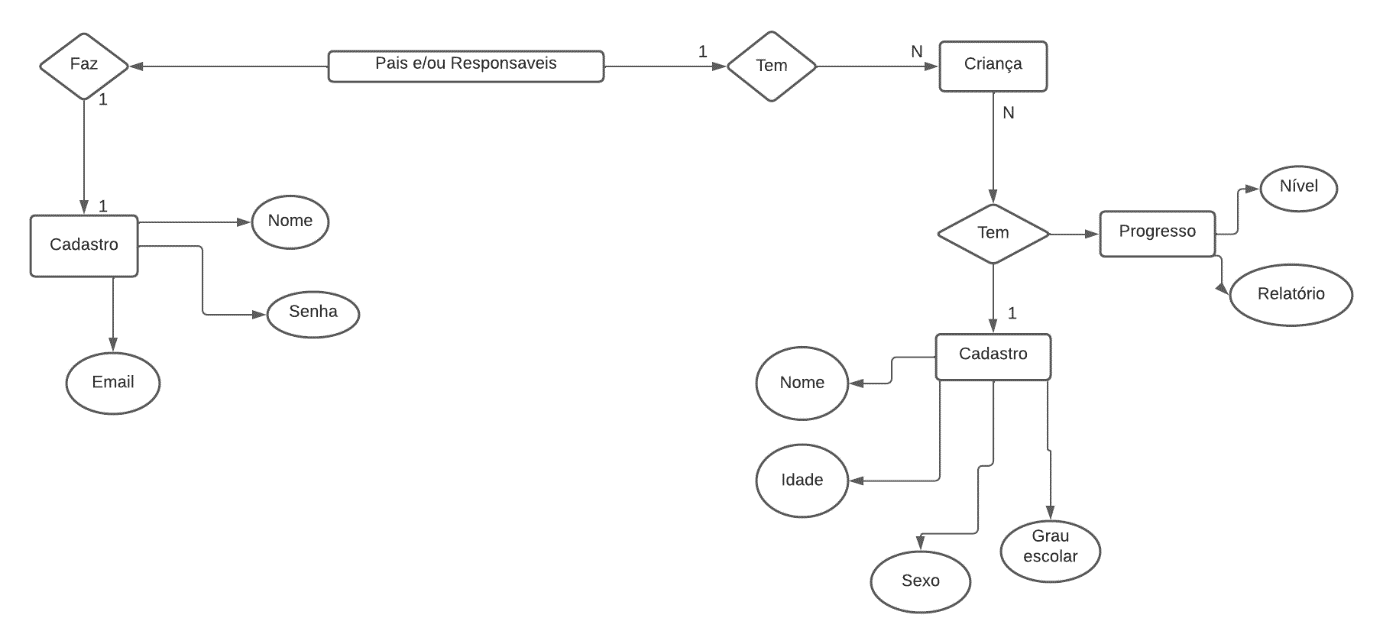 Faz
Pais e/ou Responsaveis
1
Tem
N
Criança
1
N
Nível
1
Nome
Cadastro
Tem
Progresso
Relatório
Senha
1
Cadastro
Email
Nome
Idade
Grau
escolar
Sexo